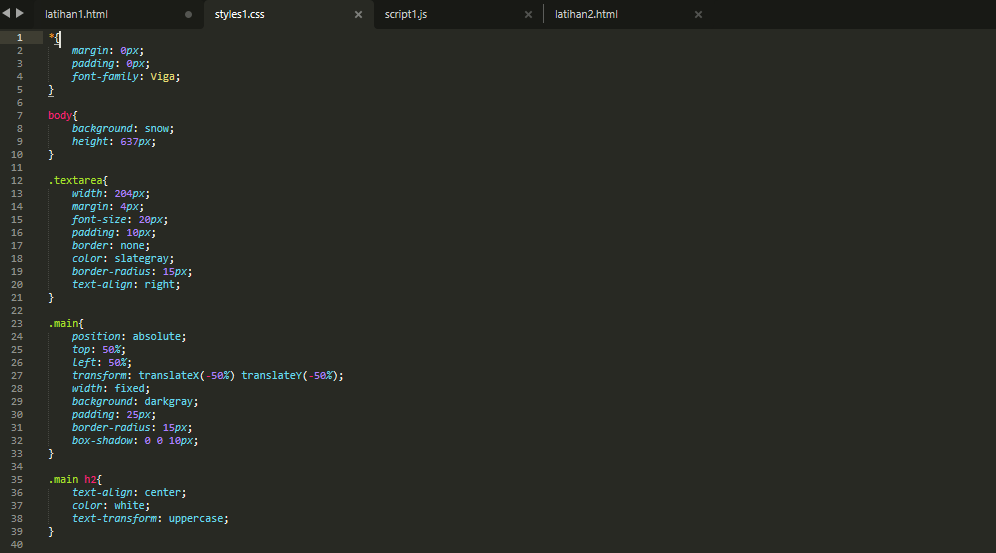 latihan1.html styles1.css script1.js latihan2.html
1 *{
2 margin: 0px;
3 padding: 0px;
4 font-family: Viga;
5 }
6
7 body{
8 background: snow;
9 height: 637px;
10 }
11
12 .textarea{
13 width: 204px;
14 margin: 4px;
15 font-size: 20px;
16 padding: 10px;
17 border: none;
18 color: slategray;
19 border-radius: 15px;
20 text-align: right;
21 }
22
23 .main{
24 position: absolute;
25 top: 50%;
26 left: 50%;
27 transform: translateX(-50%) translateY(-50%);
28 width: fixed;
29 background: darkgray;
30 padding: 25px;
31 border-radius: 15px;
32 box-shadow: 0 0 10px;
33 }
34
35 .main h2{
36 text-align: center;
37 color: white;
38 text-transform: uppercase;
39 }
40